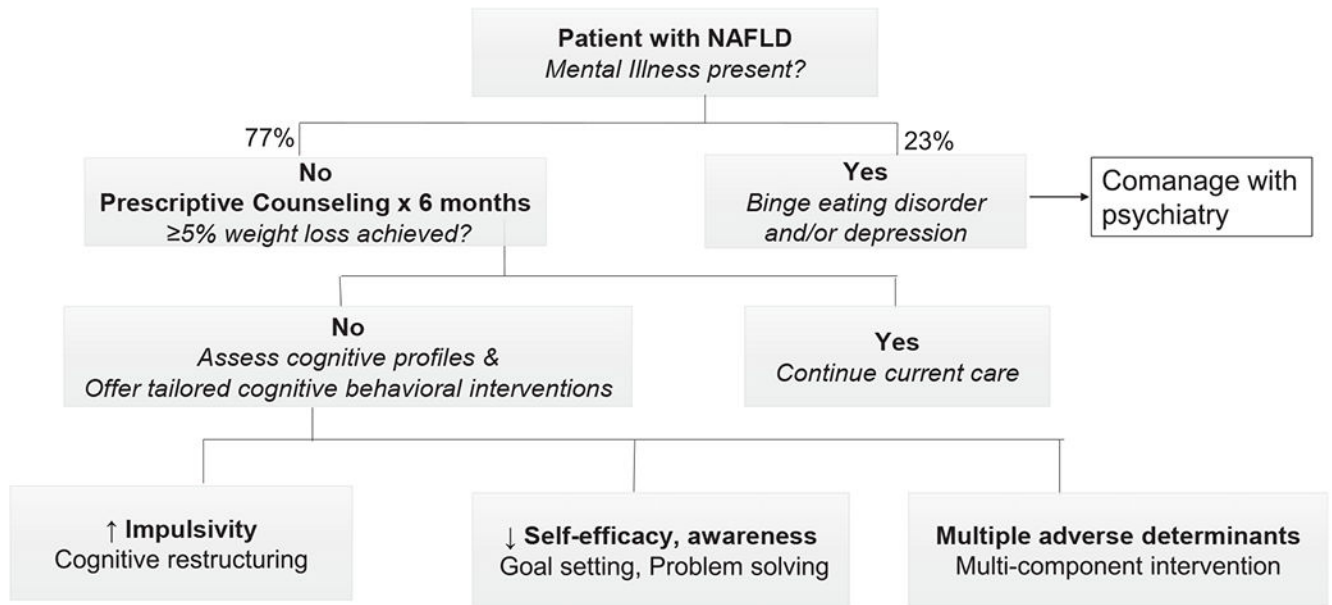 Patient with NAFLD
Mental Illness present?
77%
23%
No
Prescriptive Counseling x 6 months
≥5% weight loss achieved?
Yes
Binge eating disorder
and/or depression
Comanage with
psychiatry
No
Assess cognitive profiles &
Offer tailored cognitive behavioral interventions
Yes
Continue current care
↑ Impulsivity
Cognitive restructuring
↓ Self-efficacy, awareness
Goal setting, Problem solving
Multiple adverse determinants
Multi-component intervention